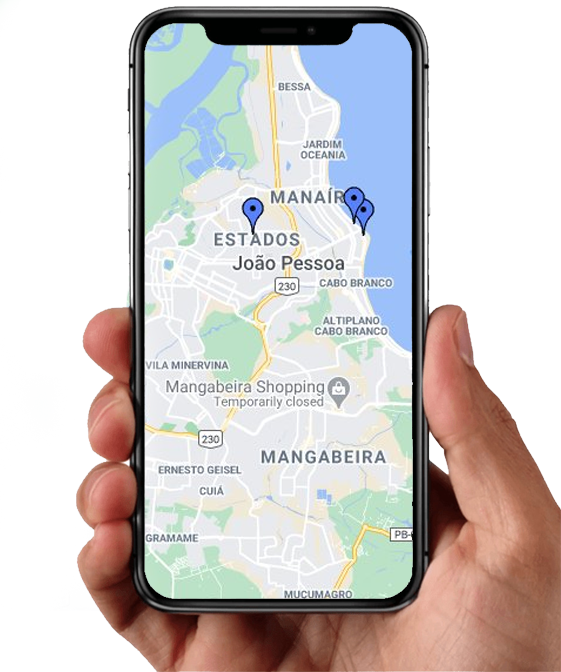 BESSA
JARDIM
OCEANIA
MANAÍR
ESTADOS
João Pessoa
230
CABO BRANCO
ALTIPLANO
CABO BRANCO
VILA MINERVINA
Mangabeira Shopping
Temporarily closed
230
MANGABEIRA
ERNESTO GEISEL
CUIÁ
GRAMAME
PB-
MUCUMAGRO